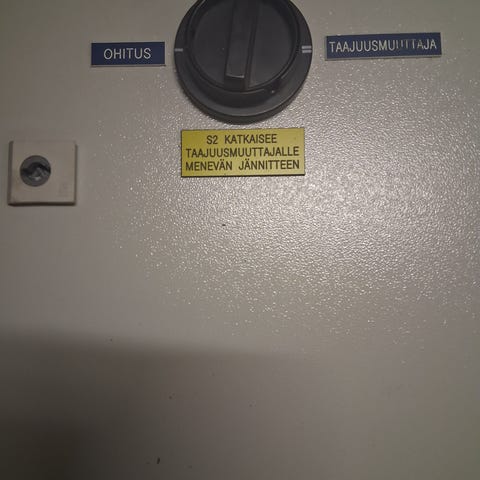 OHITUS
TAAJUUSMUUTTAJA
S2 KATKAISEE
TAAJUUSMUUTTAJALLE
MENEVÄN JÄNNITTEEN